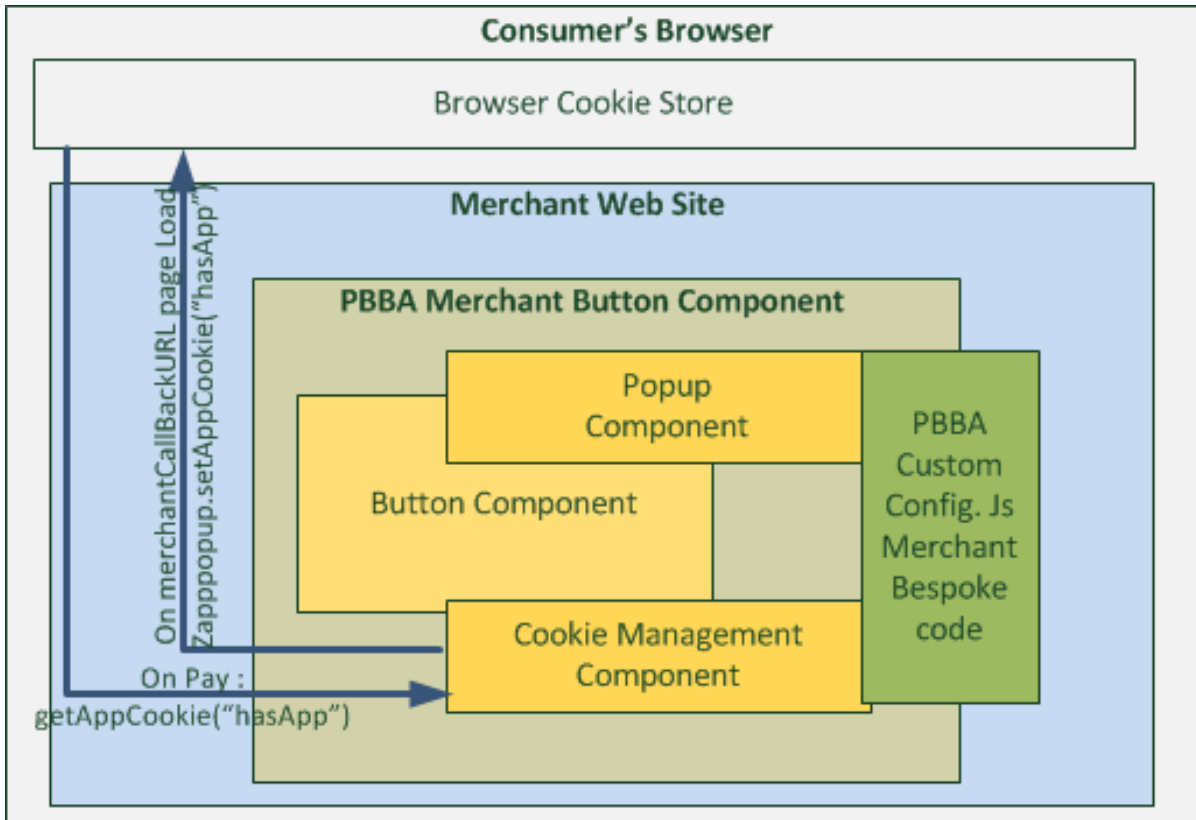 Consumer's Browser
Browser Cookie Store
Merchant Web Site
On merchantCallBackURL page Load
Zapppopup.setAppCookie(“hasApp”)
PBBA Merchant Button Component
Popup
Component
Button Component
PBBA
Custom
Config. Js
Merchant
Bespoke
code
Cookie Management
Component
On Pay :
getAppCookie(“hasApp”)